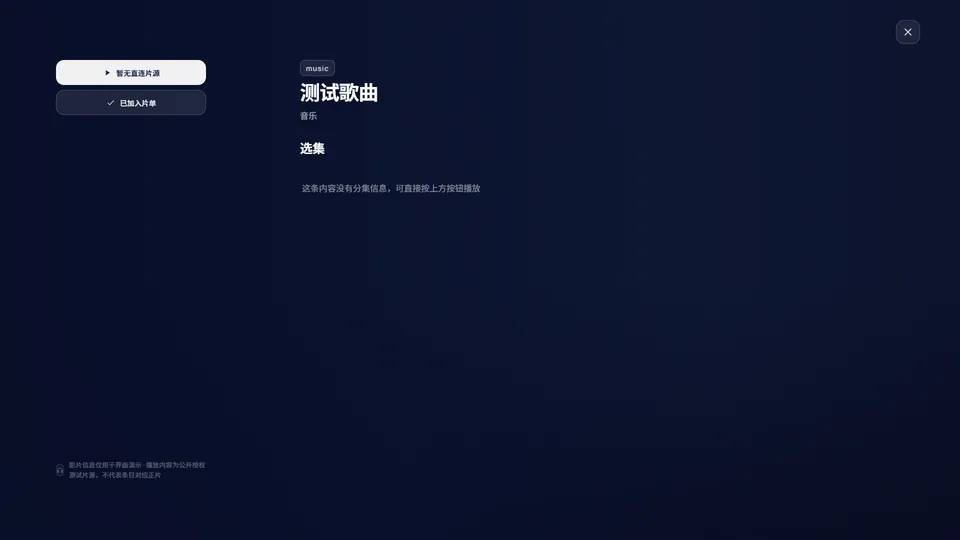 暂无直连片源
已加入片单
music
测试歌曲
音乐
选集
这条内容没有分集信息，可直接按上方按钮播放
影片信息仅用于界面演示 · 播放内容为公开授权
测试片源，不代表条目对应正片